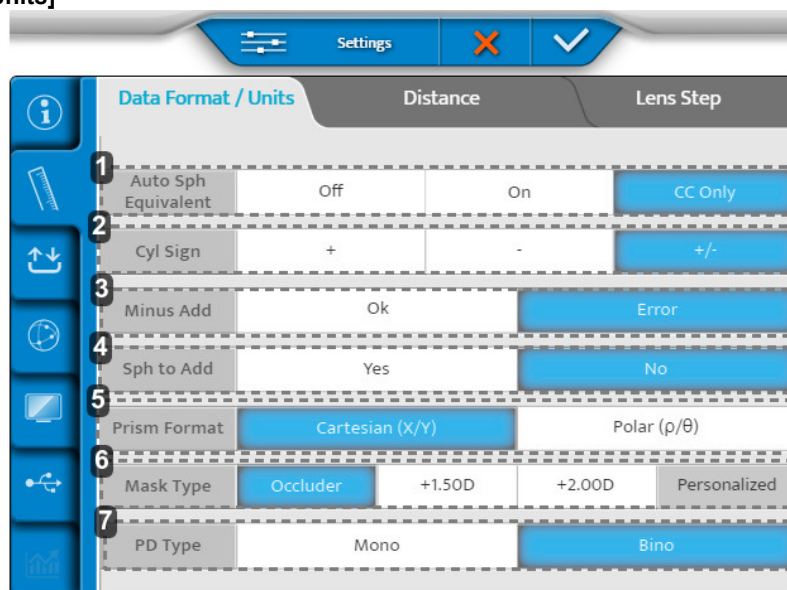 Settings
Data Format / Units Distance Lens Step
1
Auto Sph
Equivalent Off On CC Only
2
Cyl Sign + - +/-
3
Minus Add Ok Error
4
Sph to Add Yes No
5
Prism Format Cartesian (X/Y) Polar (ρ/θ)
6
Mask Type Occluder +1.50D +2.00D Personalized
7
PD Type Mono Bino